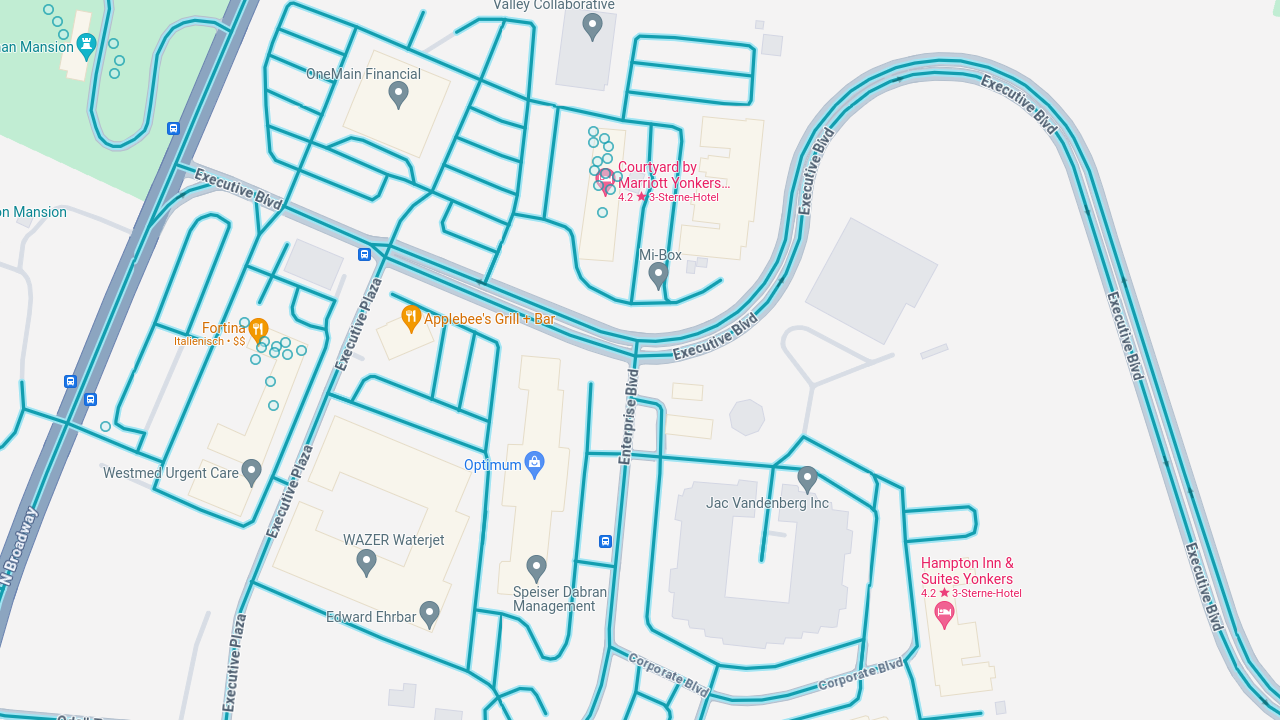 Valley Collaborative
an Mansion
OneMain Financial
Executive Blvd
Executive Blvd
Executive Blvd
Courtyard by
Marriott Yonkers...
4.2 ★ 3-Sterne-Hotel
on Mansion
Mi-Box
Executive Plaza
Applebee's Grill + Bar
Fortina
Italienisch • $$
Executive Blvd
Executive Blvd
Enterprise Blvd
Optimum
Westmed Urgent Care
Executive Plaza
Jac Vandenberg Inc
N Broadway
WAZER Waterjet
Hampton Inn &
Suites Yonkers
4.2 ★ 3-Sterne-Hotel
Executive Blvd
Speiser Dabran
Management
Edward Ehrbar
Executive Plaza
Corporate Blvd
Corporate Blvd